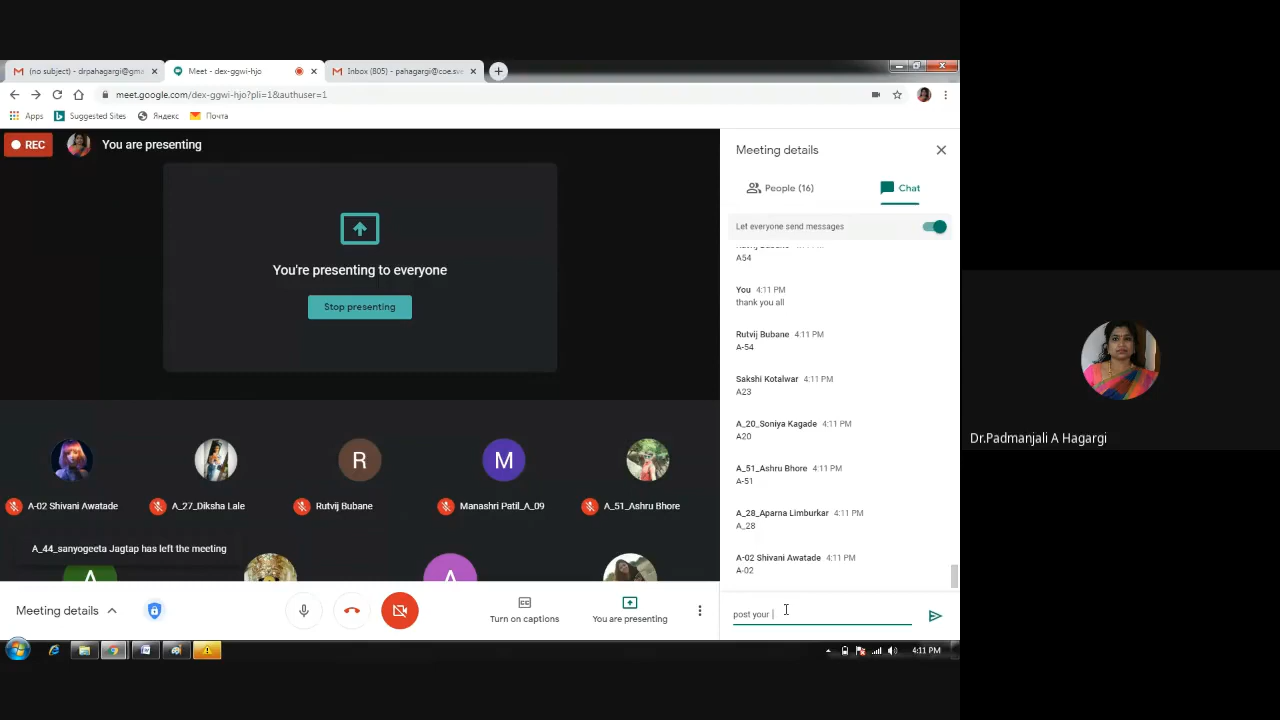 (no subject) - drpahagargi@gma
Meet - dex-ggwi-hjo
Inbox (805) - pahagargi@coe.sve
meet.google.com/dex-ggwi-hjo?pli=1&authuser=1
Apps
Suggested Sites
Яндекс
Почта
REC
You are presenting
You're presenting to everyone
Stop presenting
A-02 Shivani Awatade
A_27_Diksha Lale
R
Rutvij Bubane
M
Manashri Patil_A_09
A_51_Ashru Bhore
A_44_sanyogeeta Jagtap has left the meeting
A
A
Meeting details
Turn on captions
You are presenting
Meeting details
People (16)
Chat
Let everyone send messages
A54
You 4:11 PM
thank you all
Rutvij Bubane 4:11 PM
A-54
Sakshi Kotalwar 4:11 PM
A23
A_20_Soniya Kagade 4:11 PM
A20
A_51_Ashru Bhore 4:11 PM
A-51
A_28_Aparna Limburkar 4:11 PM
A_28
A-02 Shivani Awatade 4:11 PM
A-02
post your
4:11 PM
Dr.Padmanjali A Hagargi